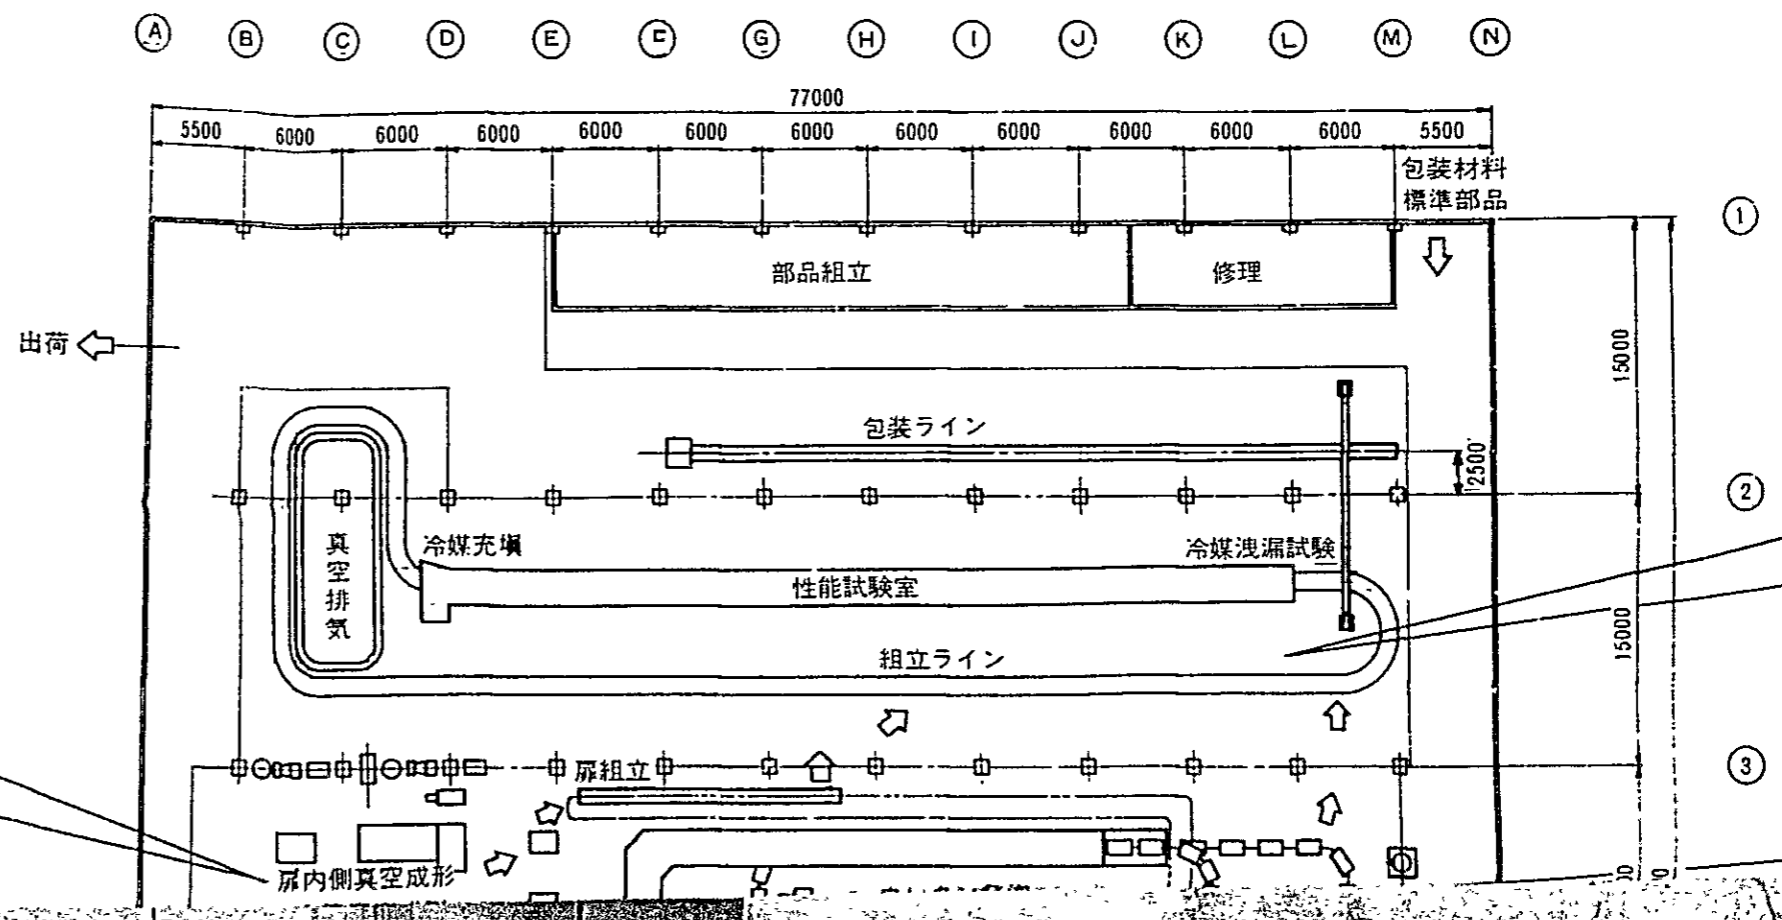 A B C D E F G H I J K L M N
77000
5500 6000 6000 6000 6000 6000 6000 6000 6000 6000 6000 6000 5500
包装材料
標準部品
1
部品組立
修理
出荷
15000
包装ライン
2500
2
真空排気
冷媒充塡
冷媒洩漏試験
性能試験室
15000
組立ライン
3
扉組立
扉内側真空成形